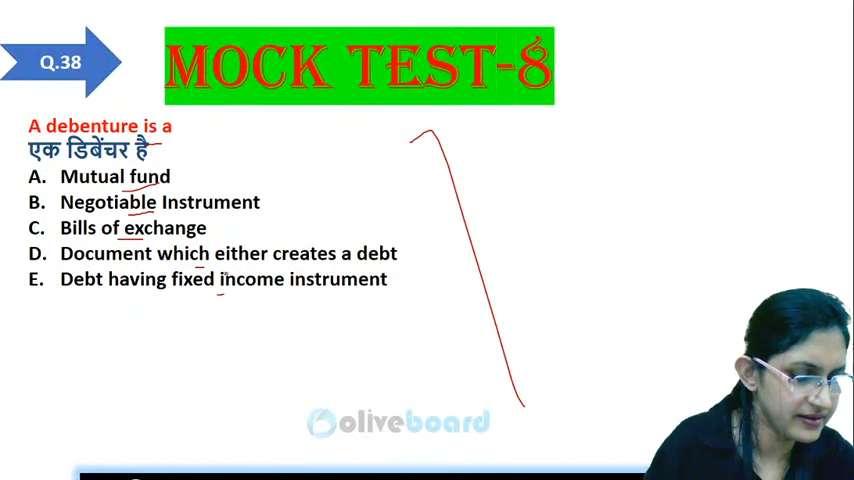 Q.38
MOCK TEST-8
A debenture is a
एक डिबेंचर है
A. Mutual fund
B. Negotiable Instrument
C. Bills of exchange
D. Document which either creates a debt
E. Debt having fixed income instrument
oliveboard